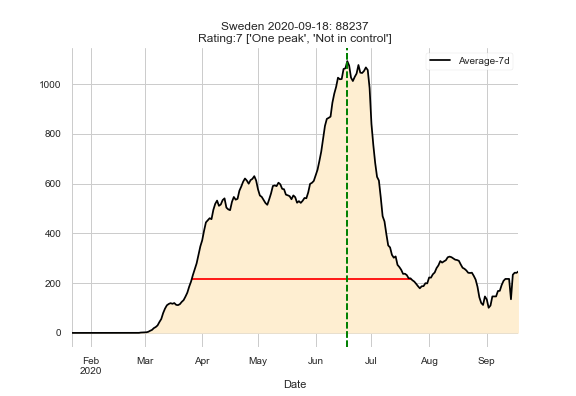 Sweden 2020-09-18: 88237
Rating:7 ['One peak', 'Not in control']
Average-7d
1000
800
600
400
200
0
Feb Mar Apr May Jun Jul Aug Sep
2020
Date